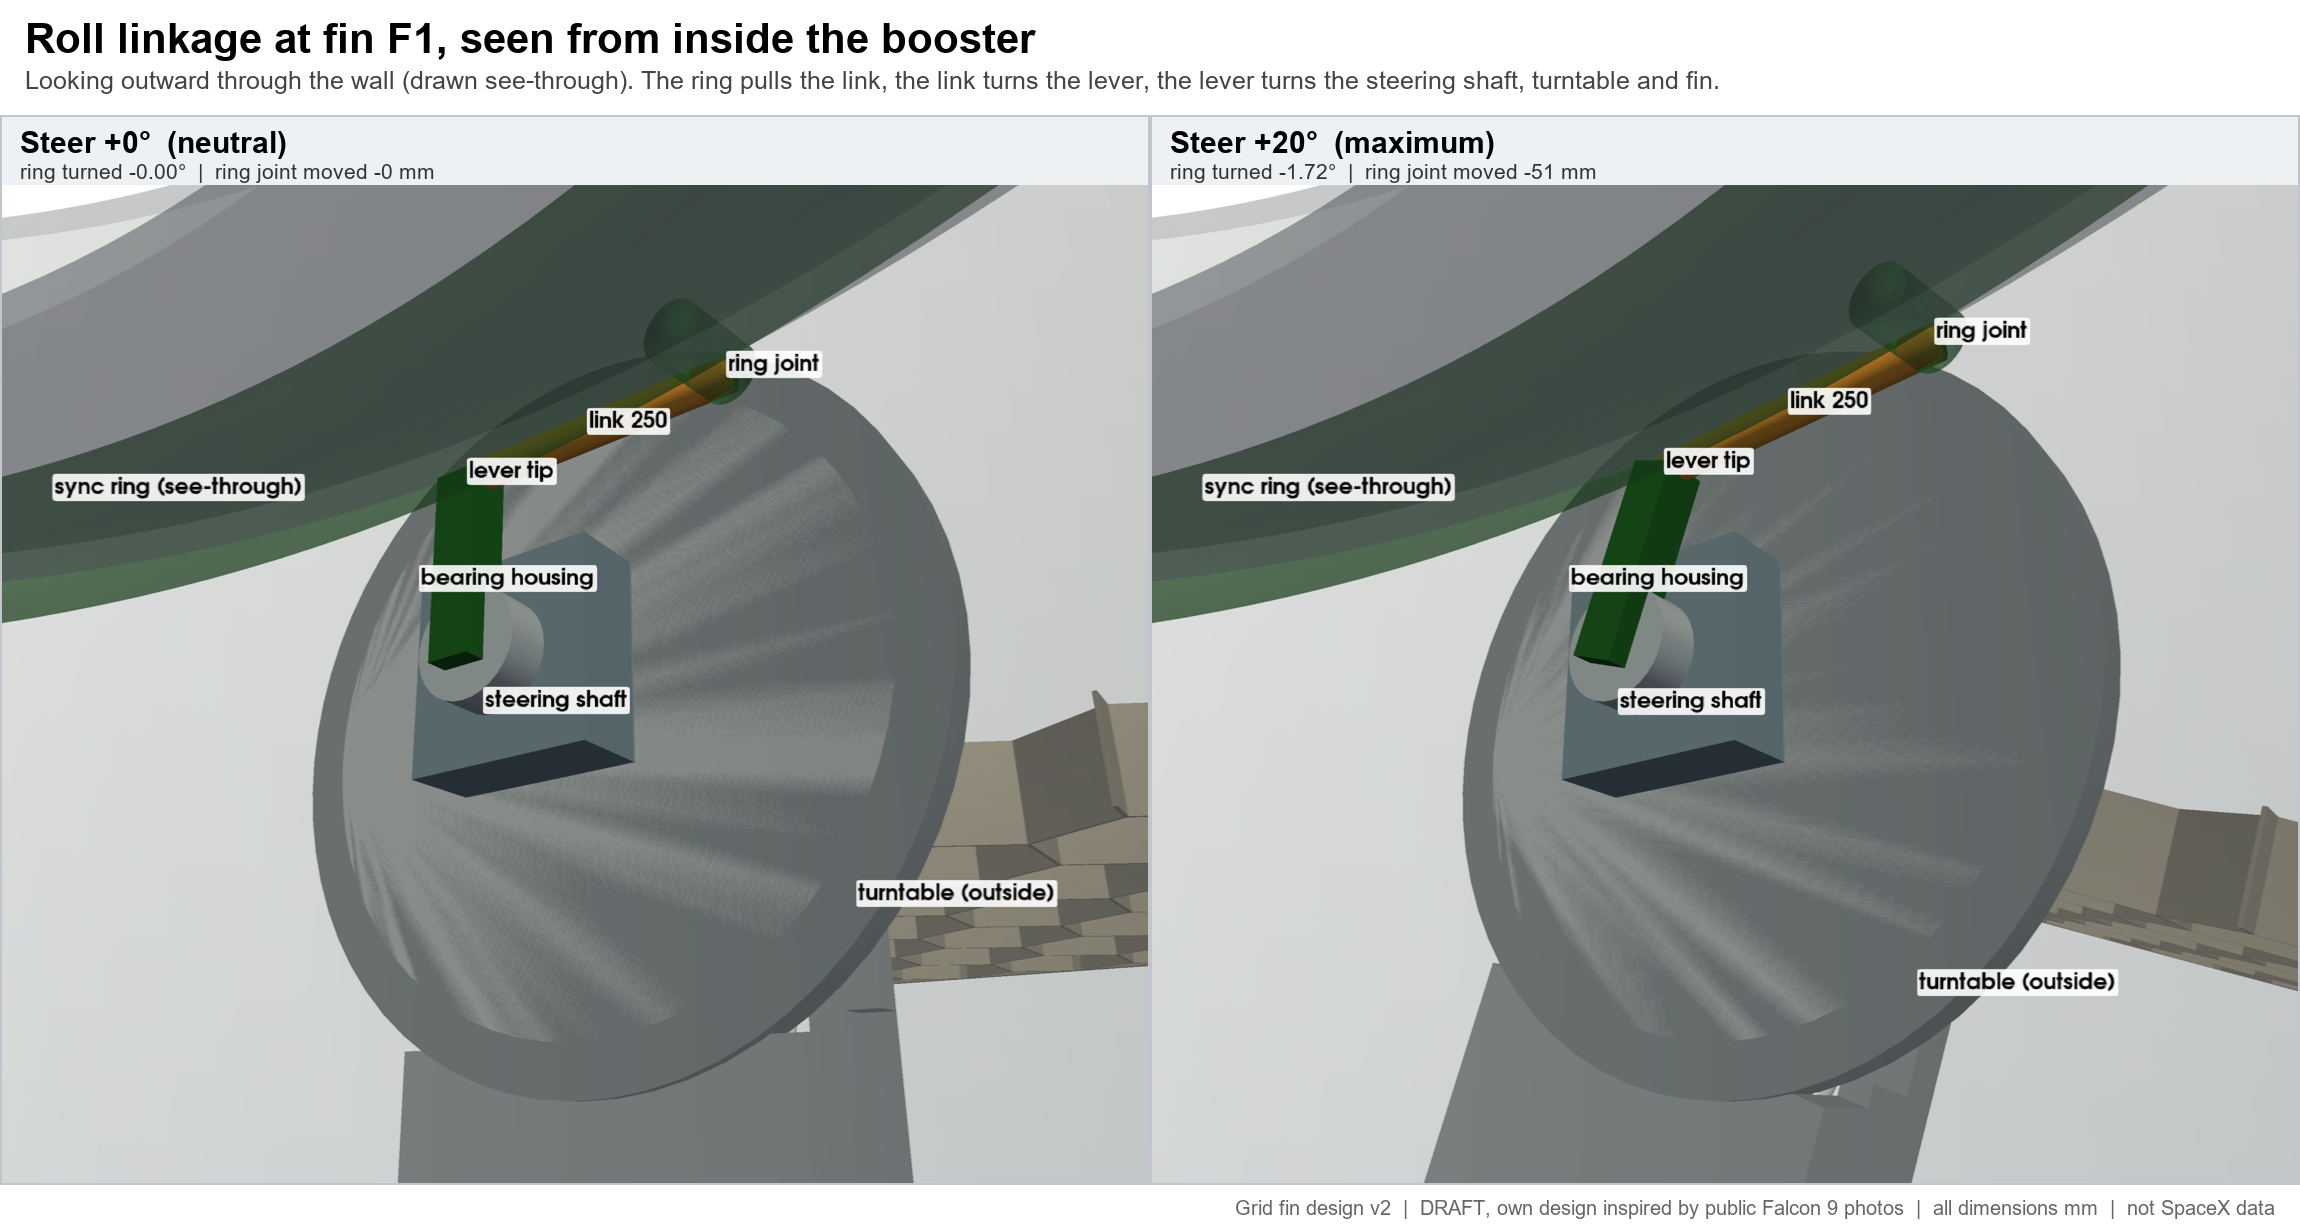 Roll linkage at fin F1, seen from inside the booster
Looking outward through the wall (drawn see-through). The ring pulls the link, the link turns the lever, the lever turns the steering shaft, turntable and fin.
Steer +0° (neutral)
ring turned -0.00° | ring joint moved -0 mm
ring joint
link 250
lever tip
sync ring (see-through)
bearing housing
steering shaft
turntable (outside)
Steer +20° (maximum)
ring turned -1.72° | ring joint moved -51 mm
ring joint
link 250
lever tip
sync ring (see-through)
bearing housing
steering shaft
turntable (outside)
Grid fin design v2 | DRAFT, own design inspired by public Falcon 9 photos | all dimensions mm | not SpaceX data